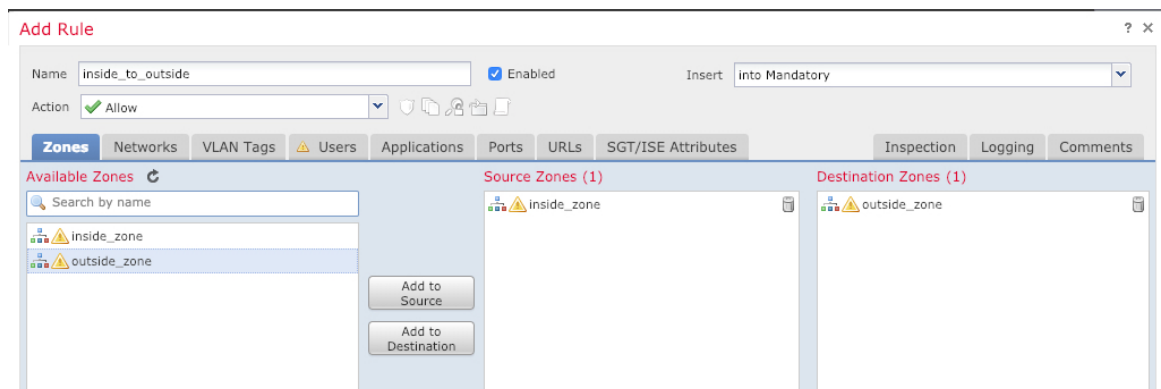 Add Rule ? ×
Name inside_to_outside Enabled Insert into Mandatory
Action Allow
Zones Networks VLAN Tags Users Applications Ports URLs SGT/ISE Attributes Inspection Logging Comments
Available Zones Source Zones (1) Destination Zones (1)
Search by name inside_zone outside_zone
inside_zone
outside_zone
Add to
Source
Add to
Destination